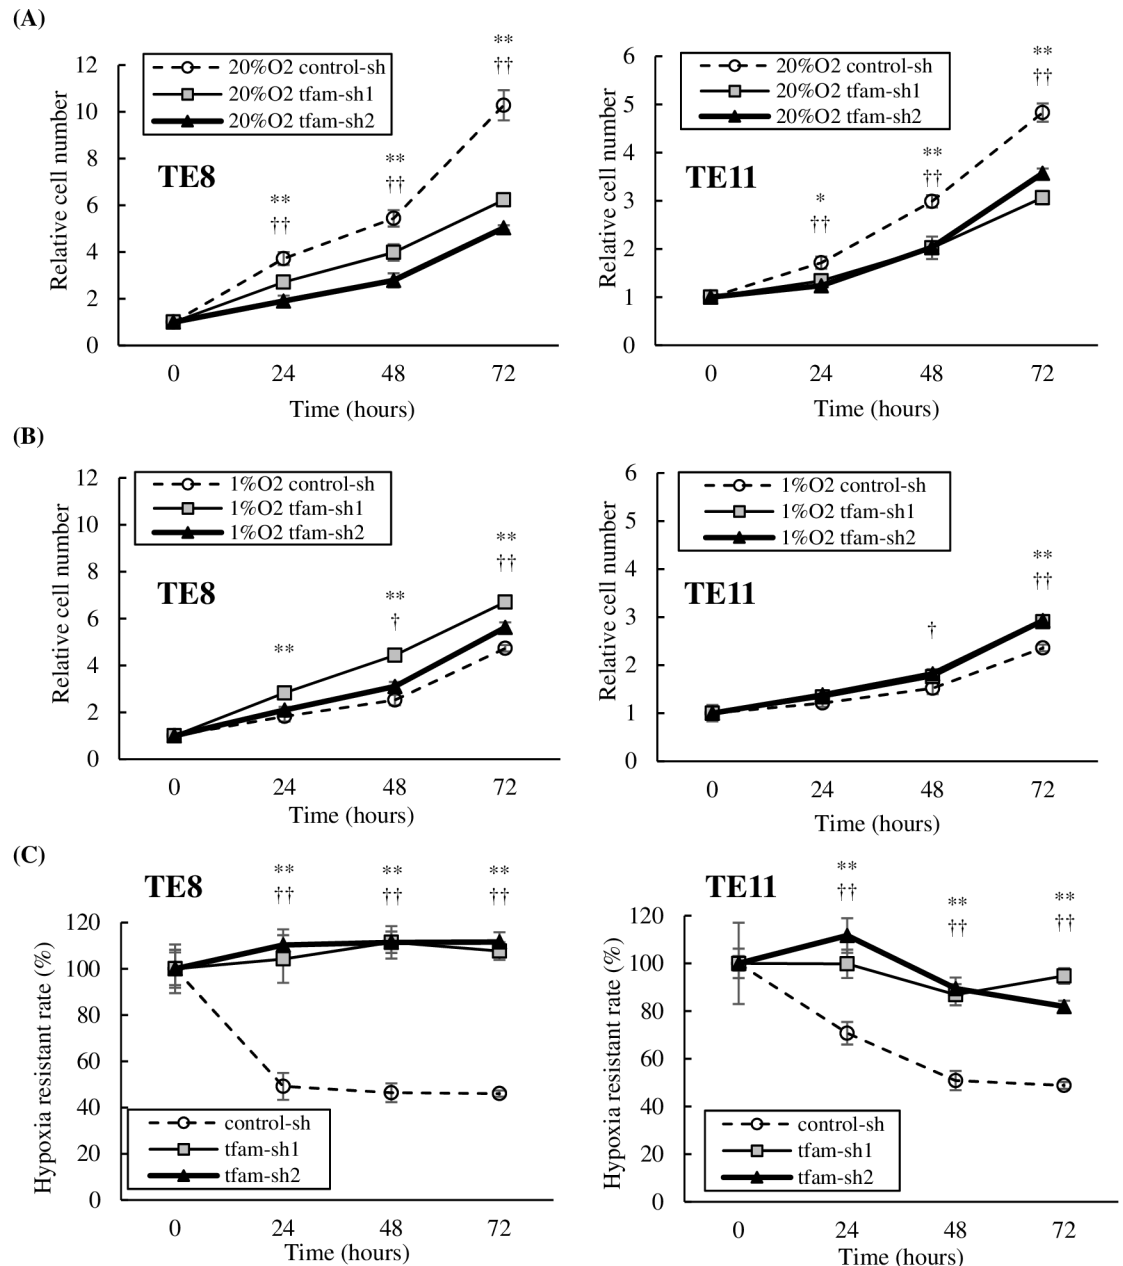 (A)
12
10
8
6
4
2
0
Relative cell number
20%O2 control-sh
20%O2 tfam-sh1
20%O2 tfam-sh2
TE8
**
††
**
††
**
††
0 24 48 72
Time (hours)
6
5
4
3
2
1
0
Relative cell number
20%O2 control-sh
20%O2 tfam-sh1
20%O2 tfam-sh2
TE11
*
††
**
††
**
††
0 24 48 72
Time (hours)
(B)
12
10
8
6
4
2
0
Relative cell number
1%O2 control-sh
1%O2 tfam-sh1
1%O2 tfam-sh2
TE8
**
**
†
**
††
0 24 48 72
Time (hours)
6
5
4
3
2
1
0
Relative cell number
1%O2 control-sh
1%O2 tfam-sh1
1%O2 tfam-sh2
TE11
†
**
††
0 24 48 72
Time (hours)
(C)
TE8
**
††
**
††
**
††
120
100
80
60
40
20
0
Hypoxia resistant rate (%)
control-sh
tfam-sh1
tfam-sh2
0 24 48 72
Time (hours)
TE11
**
††
**
††
**
††
120
100
80
60
40
20
0
Hypoxia resistant rate (%)
control-sh
tfam-sh1
tfam-sh2
0 24 48 72
Time (hours)